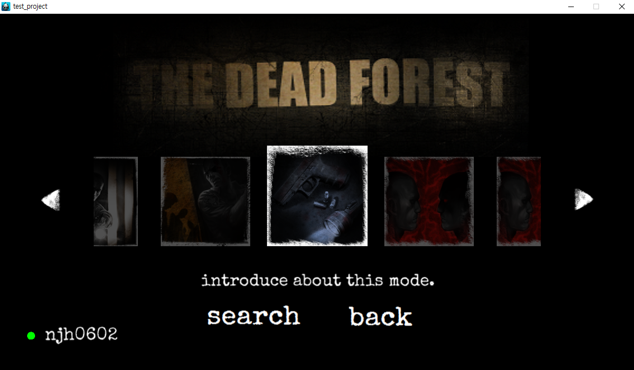 test_project
THE DEAD FOREST
introduce about this mode.
search back
njh0602